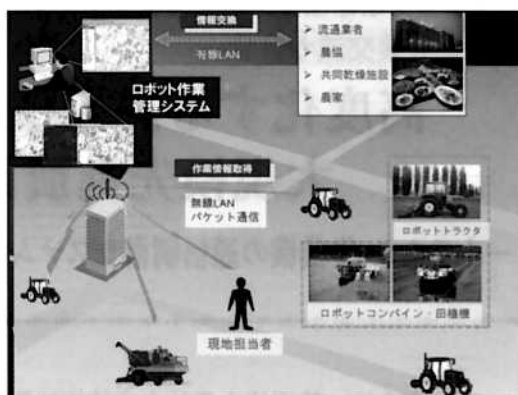 情報交換
有線LAN
➢ 流通業者
➢ 農協
➢ 共同乾燥施設
➢ 農家
ロボット作業
管理システム
作業情報取得
無線LAN
パケット通信
ロボットトラクタ
ロボットコンバイン・田植機
現地担当者